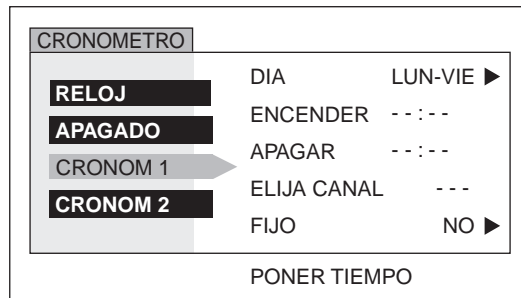 CRONOMETRO
RELOJ
APAGADO
CRONOM 1
CRONOM 2
DIA LUN-VIE ▶
ENCENDER - - : - -
APAGAR - - : - -
ELIJA CANAL - - -
FIJO NO ▶
PONER TIEMPO